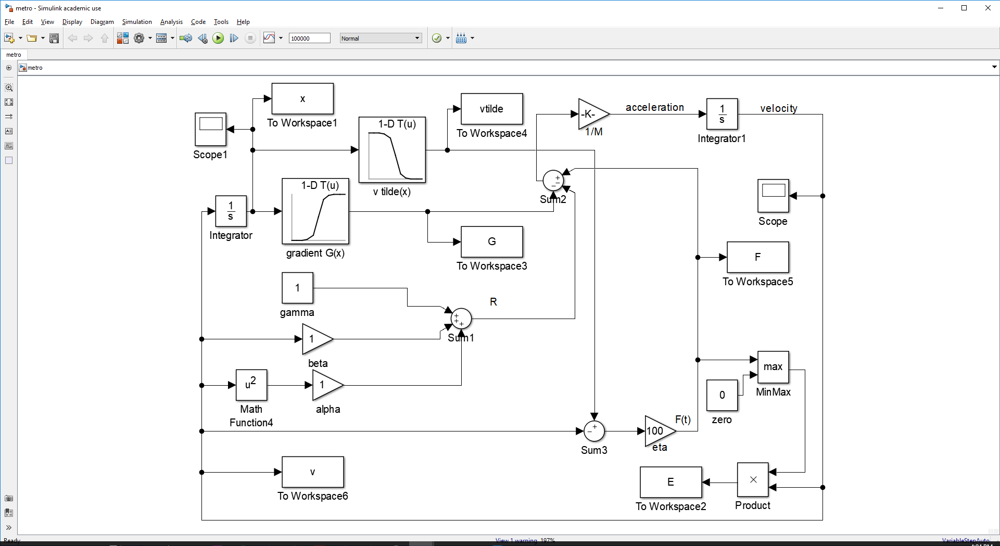 metro - Simulink academic use
File Edit View Display Diagram Simulation Analysis Code Tools Help
100000 Normal
metro
metro
x
To Workspace1
Scope1
1-D T(u)
v tilde(x)
vtilde
To Workspace4
-K-
1/M
acceleration
1
s
Integrator1
velocity
1
s
Integrator
1-D T(u)
gradient G(x)
+
−
−
Sum2
Scope
G
To Workspace3
F
To Workspace5
1
gamma
R
+
+
+
Sum1
1
beta
u2
Math
Function4
1
alpha
max
MinMax
0
zero
−
+
Sum3
100
eta
F(t)
v
To Workspace6
E
To Workspace2
×
Product
Ready
View 1 warning 197%
VariableStepAuto